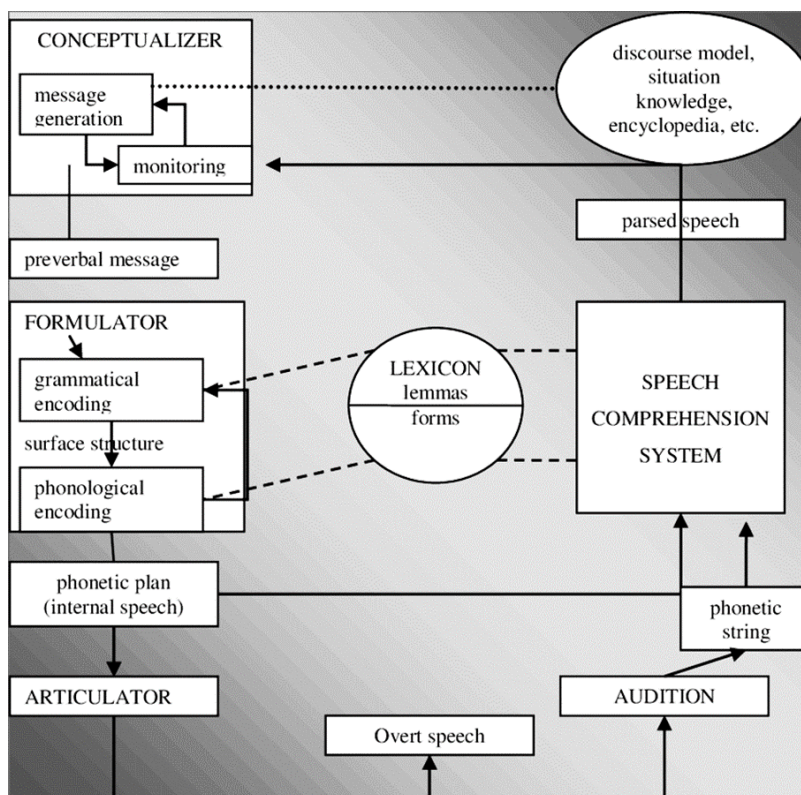 CONCEPTUALIZER
message
generation
monitoring
discourse model,
situation
knowledge,
encyclopedia, etc.
parsed speech
preverbal message
FORMULATOR
grammatical
encoding
surface structure
phonological
encoding
LEXICON
lemmas
forms
SPEECH
COMPREHENSION
SYSTEM
phonetic plan
(internal speech)
phonetic
string
ARTICULATOR
AUDITION
Overt speech